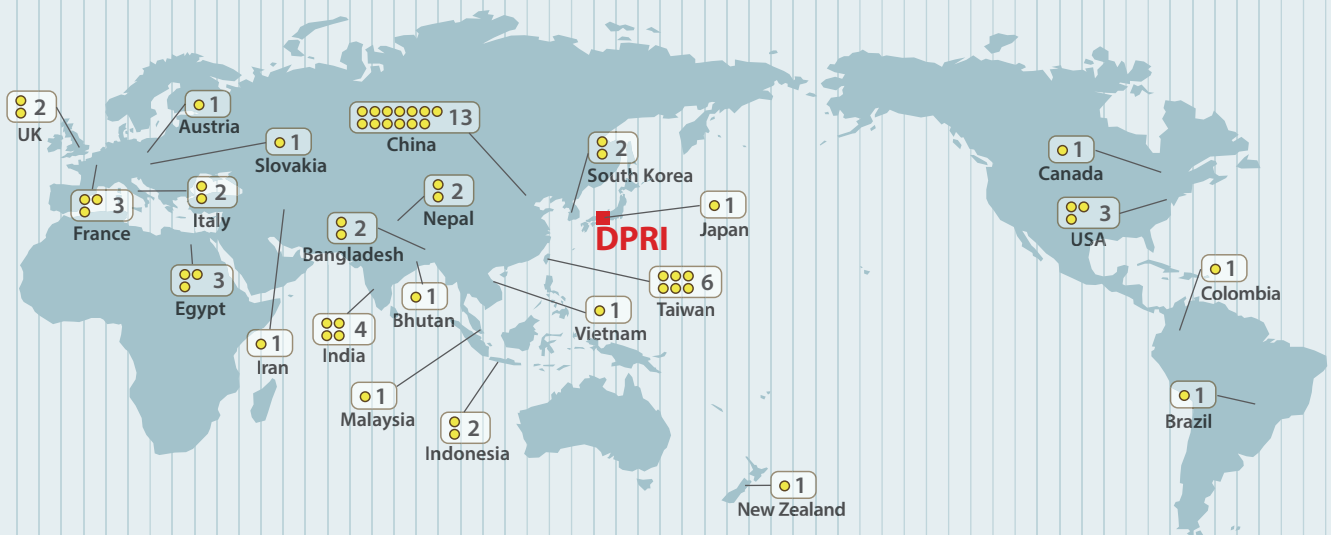 2
UK
1
Austria
1
Slovakia
13
China
2
South Korea
1
Canada
3
France
2
Italy
2
Nepal
1
Japan
3
USA
2
Bangladesh
DPRI
3
Egypt
1
Bhutan
6
Taiwan
1
Colombia
1
Iran
4
India
1
Vietnam
1
Malaysia
2
Indonesia
1
Brazil
1
New Zealand